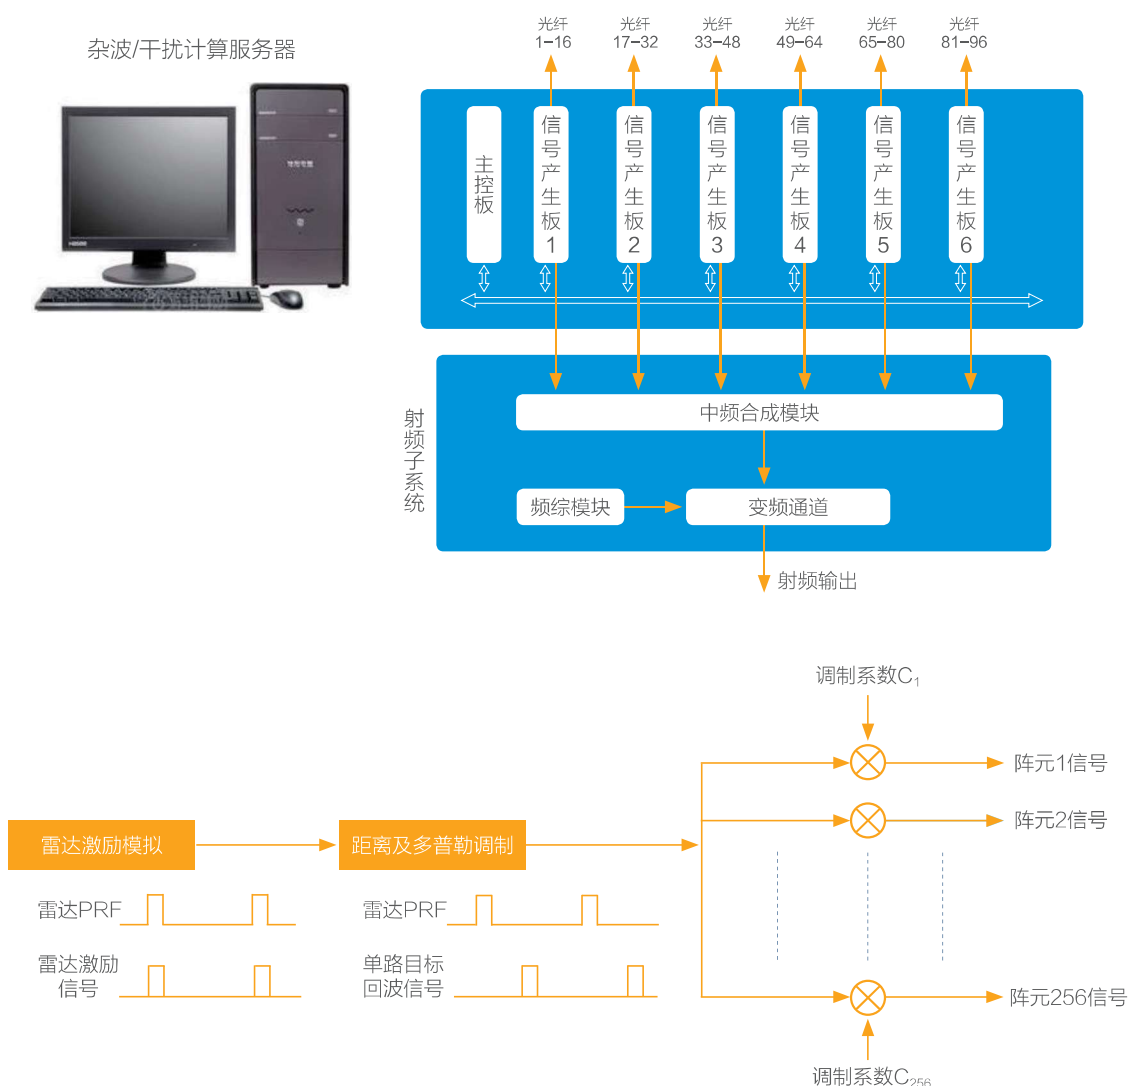 杂波/干扰计算服务器
光纤
1-16
光纤
17-32
光纤
33-48
光纤
49-64
光纤
65-80
光纤
81-96
主控板
信号产生板1
信号产生板2
信号产生板3
信号产生板4
信号产生板5
信号产生板6
射频子系统
中频合成模块
频综模块
变频通道
射频输出
调制系数C₁
阵元1信号
阵元2信号
雷达激励模拟
距离及多普勒调制
雷达PRF
雷达PRF
雷达激励
信号
单路目标
回波信号
阵元256信号
调制系数C₂₅₆